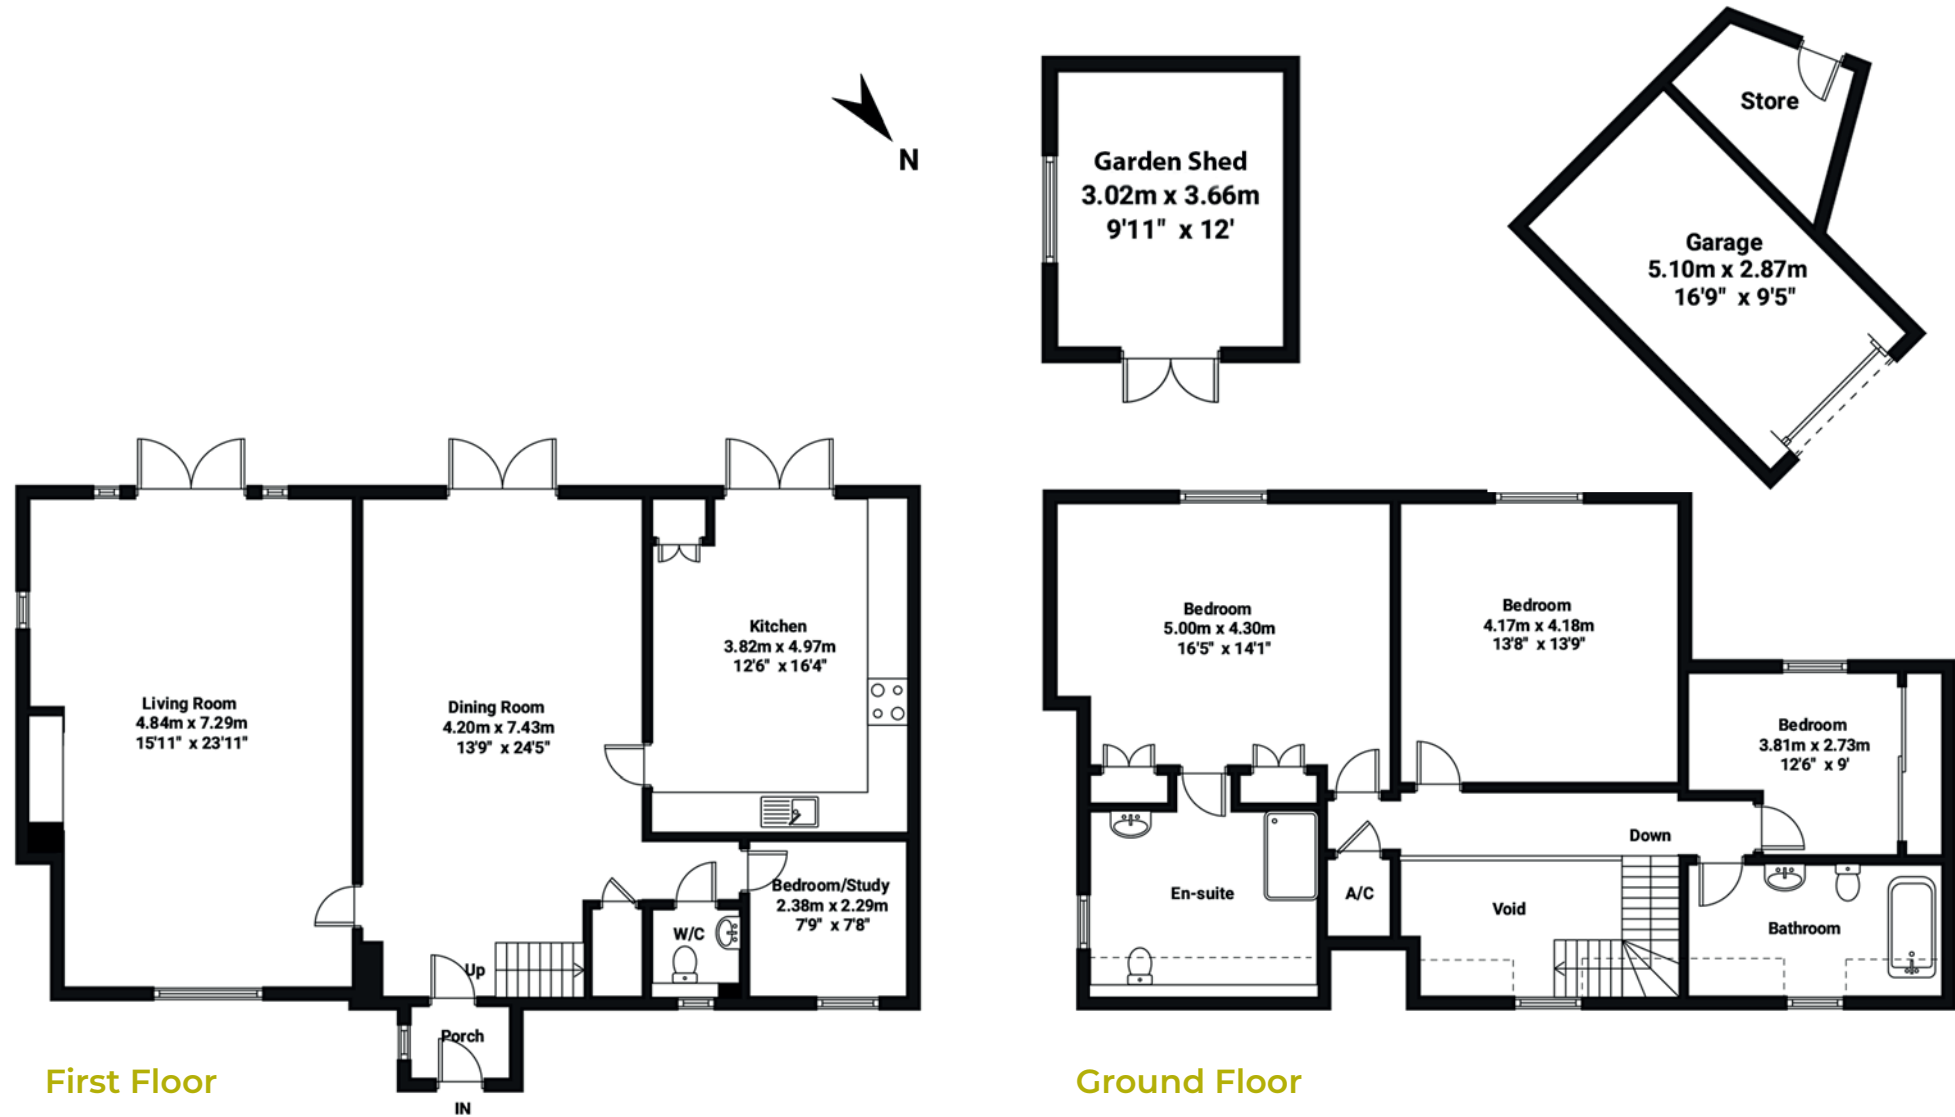 N
Garden Shed
3.02m x 3.66m
9'11" x 12'
Store
Garage
5.10m x 2.87m
16'9" x 9'5"
Living Room
4.84m x 7.29m
15'11" x 23'11"
Dining Room
4.20m x 7.43m
13'9" x 24'5"
Kitchen
3.82m x 4.97m
12'6" x 16'4"
Bedroom/Study
2.38m x 2.29m
7'9" x 7'8"
W/C
Up
Porch
IN
First Floor
Bedroom
5.00m x 4.30m
16'5" x 14'1"
Bedroom
4.17m x 4.18m
13'8" x 13'9"
Bedroom
3.81m x 2.73m
12'6" x 9'
Down
En-suite
A/C
Void
Bathroom
Ground Floor